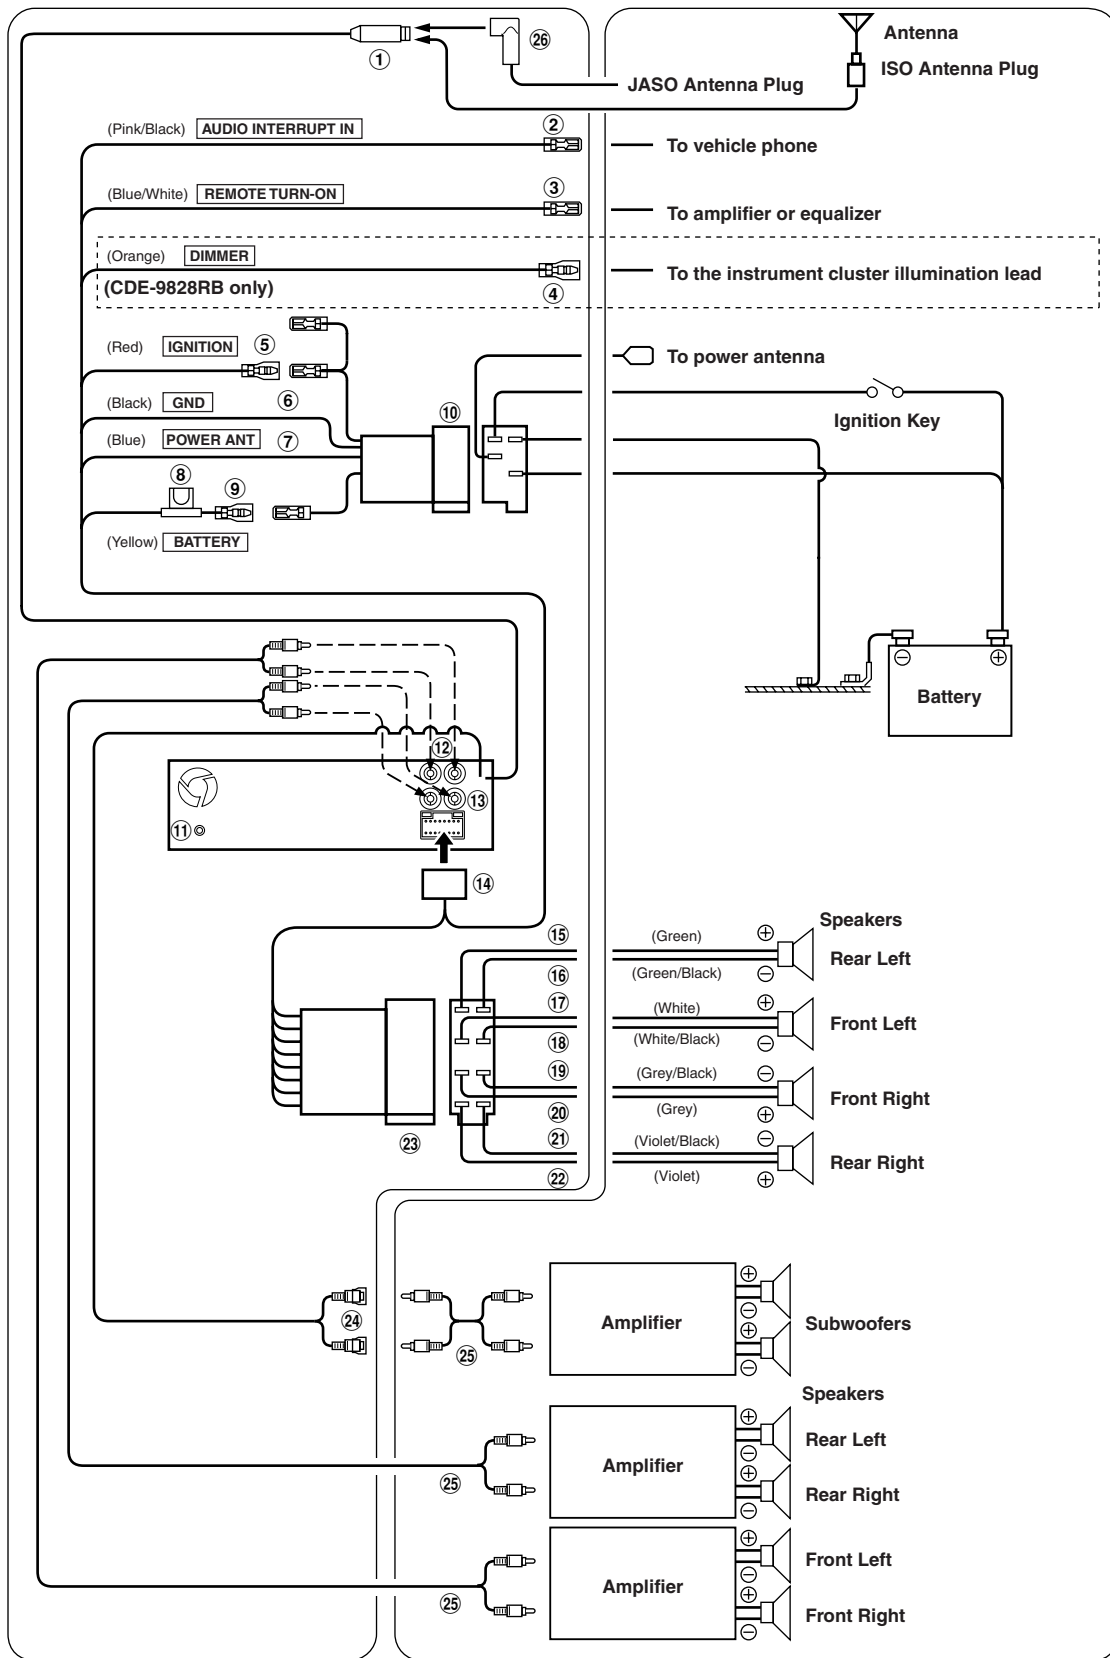 ①
㉖
Antenna
ISO Antenna Plug
JASO Antenna Plug
(Pink/Black) AUDIO INTERRUPT IN
②
To vehicle phone
(Blue/White) REMOTE TURN-ON
③
To amplifier or equalizer
(Orange) DIMMER
(CDE-9828RB only)
④
To the instrument cluster illumination lead
(Red) IGNITION ⑤
To power antenna
(Black) GND ⑥
⑩
Ignition Key
(Blue) POWER ANT ⑦
⑧
⑨
(Yellow) BATTERY
⊖
⊕
Battery
⑫
⑬
⑪
⑭
Speakers
⑮ (Green) ⊕
Rear Left
⑯ (Green/Black) ⊖
⑰ (White) ⊕
Front Left
⑱ (White/Black) ⊖
⑲ (Grey/Black) ⊖
Front Right
⑳ (Grey) ⊕
㉑ (Violet/Black) ⊖
Rear Right
㉒ (Violet) ⊕
㉓
㉔
㉕
Amplifier
⊕
⊖
⊕
⊖
Subwoofers
Speakers
㉕
Amplifier
⊕
Rear Left
⊖
⊕
Rear Right
⊖
㉕
Amplifier
⊕
Front Left
⊖
⊕
Front Right
⊖